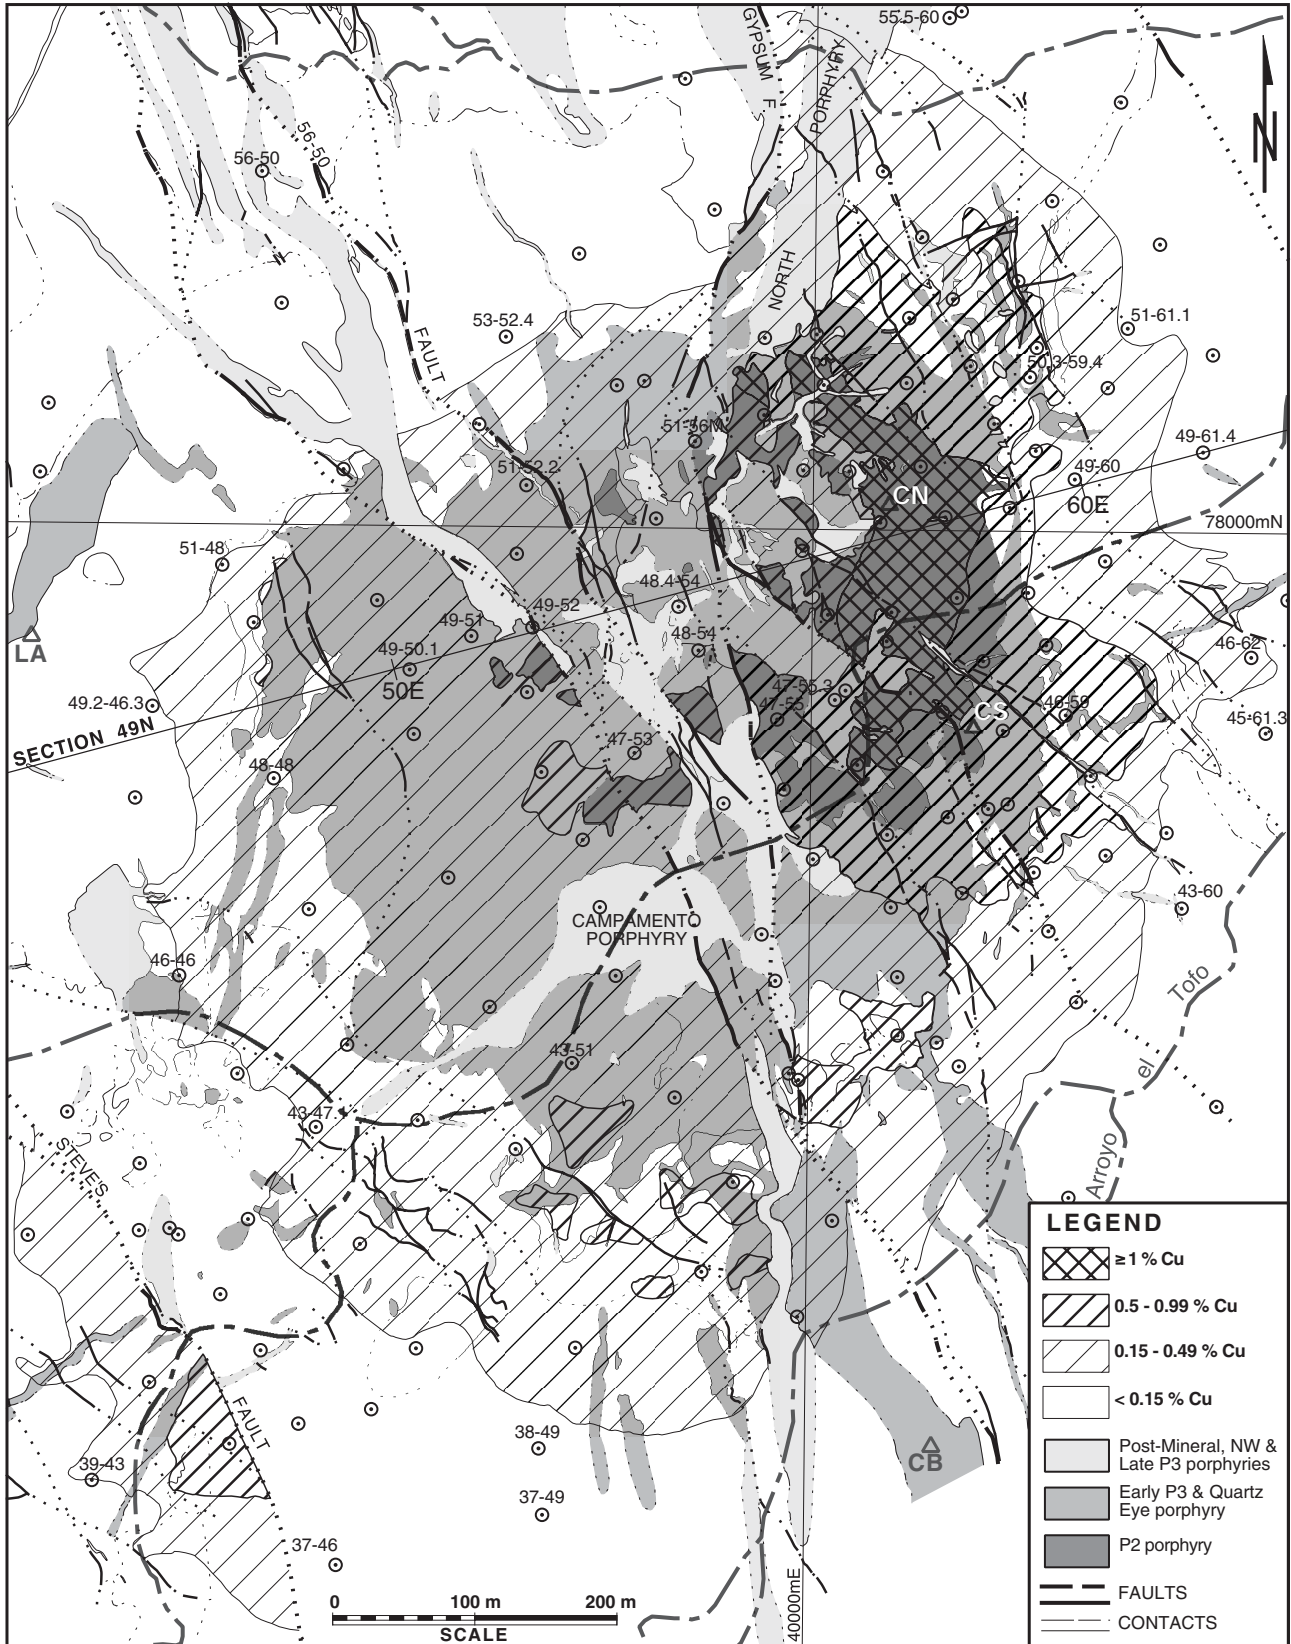 55.5-60
GYPSUM F.
PORPHYRY
N
56-50
56-50
NORTH
53-52.4
FAULT
51-61.1
50.3-59.4
51-56M
49-61.4
51-52.2
49-60
CN
60E
78000mN
51-48
48.4-54
49-52
49-51
48-54
46-62
LA
49-50.1
50E
47-55.3
47-55
CS
46-59
49.2-46.3
45-61.3
SECTION 49N
47-53
48-48
43-60
CAMPAMENTO
PORPHYRY
46-46
Arroyo el Tofo
43-51
43-47
STEVE'S
FAULT
38-49
CB
39-43
37-49
37-46
40000mE
0 100 m 200 m
SCALE
LEGEND
≥1 % Cu
0.5 - 0.99 % Cu
0.15 - 0.49 % Cu
< 0.15 % Cu
Post-Mineral, NW &
Late P3 porphyries
Early P3 & Quartz
Eye porphyry
P2 porphyry
FAULTS
CONTACTS